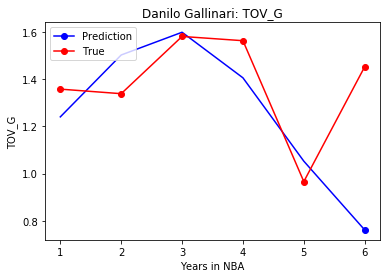 Danilo Gallinari: TOV_G
Prediction
True
1.6
1.4
1.2
1.0
0.8
TOV_G
1 2 3 4 5 6
Years in NBA